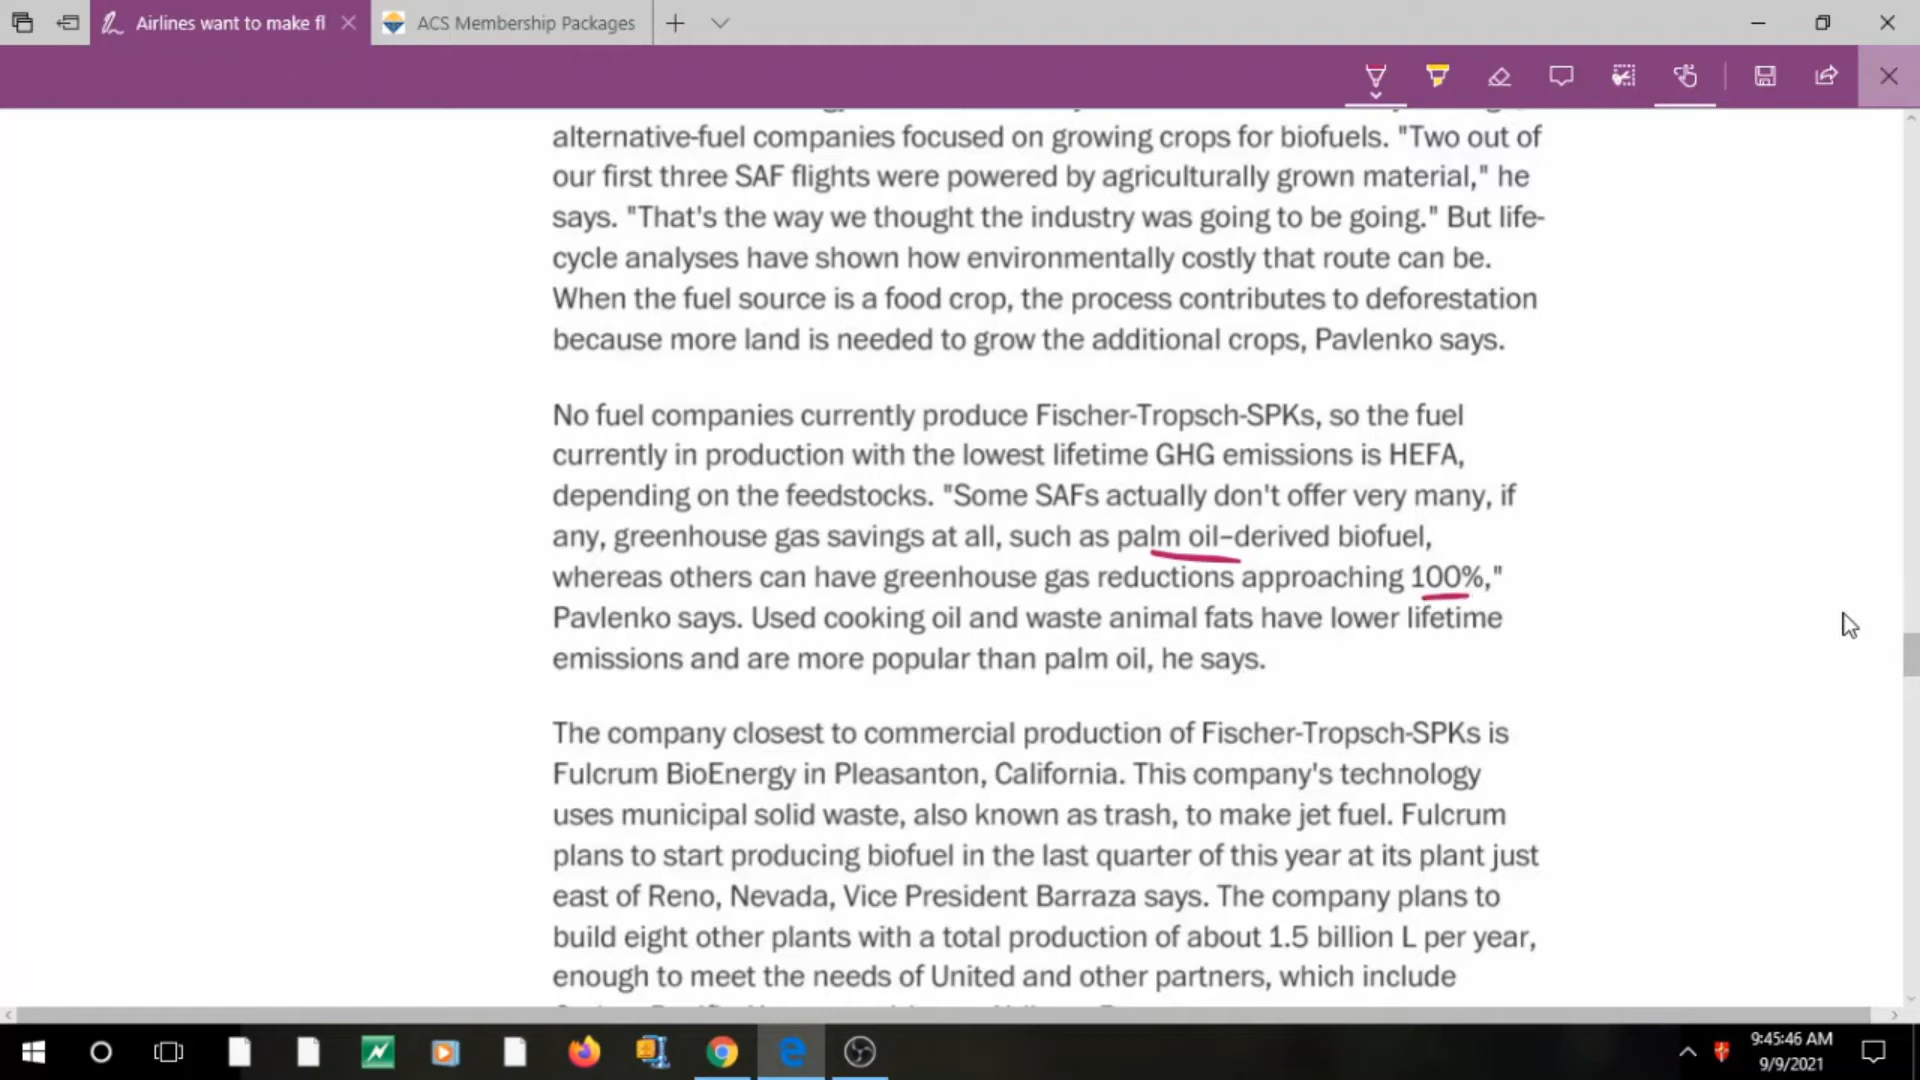 Airlines want to make fl
ACS Membership Packages
alternative-fuel companies focused on growing crops for biofuels. "Two out of
our first three SAF flights were powered by agriculturally grown material," he
says. "That's the way we thought the industry was going to be going." But life-
cycle analyses have shown how environmentally costly that route can be.
When the fuel source is a food crop, the process contributes to deforestation
because more land is needed to grow the additional crops, Pavlenko says.
No fuel companies currently produce Fischer-Tropsch-SPKs, so the fuel
currently in production with the lowest lifetime GHG emissions is HEFA,
depending on the feedstocks. "Some SAFs actually don't offer very many, if
any, greenhouse gas savings at all, such as palm oil–derived biofuel,
whereas others can have greenhouse gas reductions approaching 100%,"
Pavlenko says. Used cooking oil and waste animal fats have lower lifetime
emissions and are more popular than palm oil, he says.
The company closest to commercial production of Fischer-Tropsch-SPKs is
Fulcrum BioEnergy in Pleasanton, California. This company's technology
uses municipal solid waste, also known as trash, to make jet fuel. Fulcrum
plans to start producing biofuel in the last quarter of this year at its plant just
east of Reno, Nevada, Vice President Barraza says. The company plans to
build eight other plants with a total production of about 1.5 billion L per year,
enough to meet the needs of United and other partners, which include
9:45:46 AM
9/9/2021